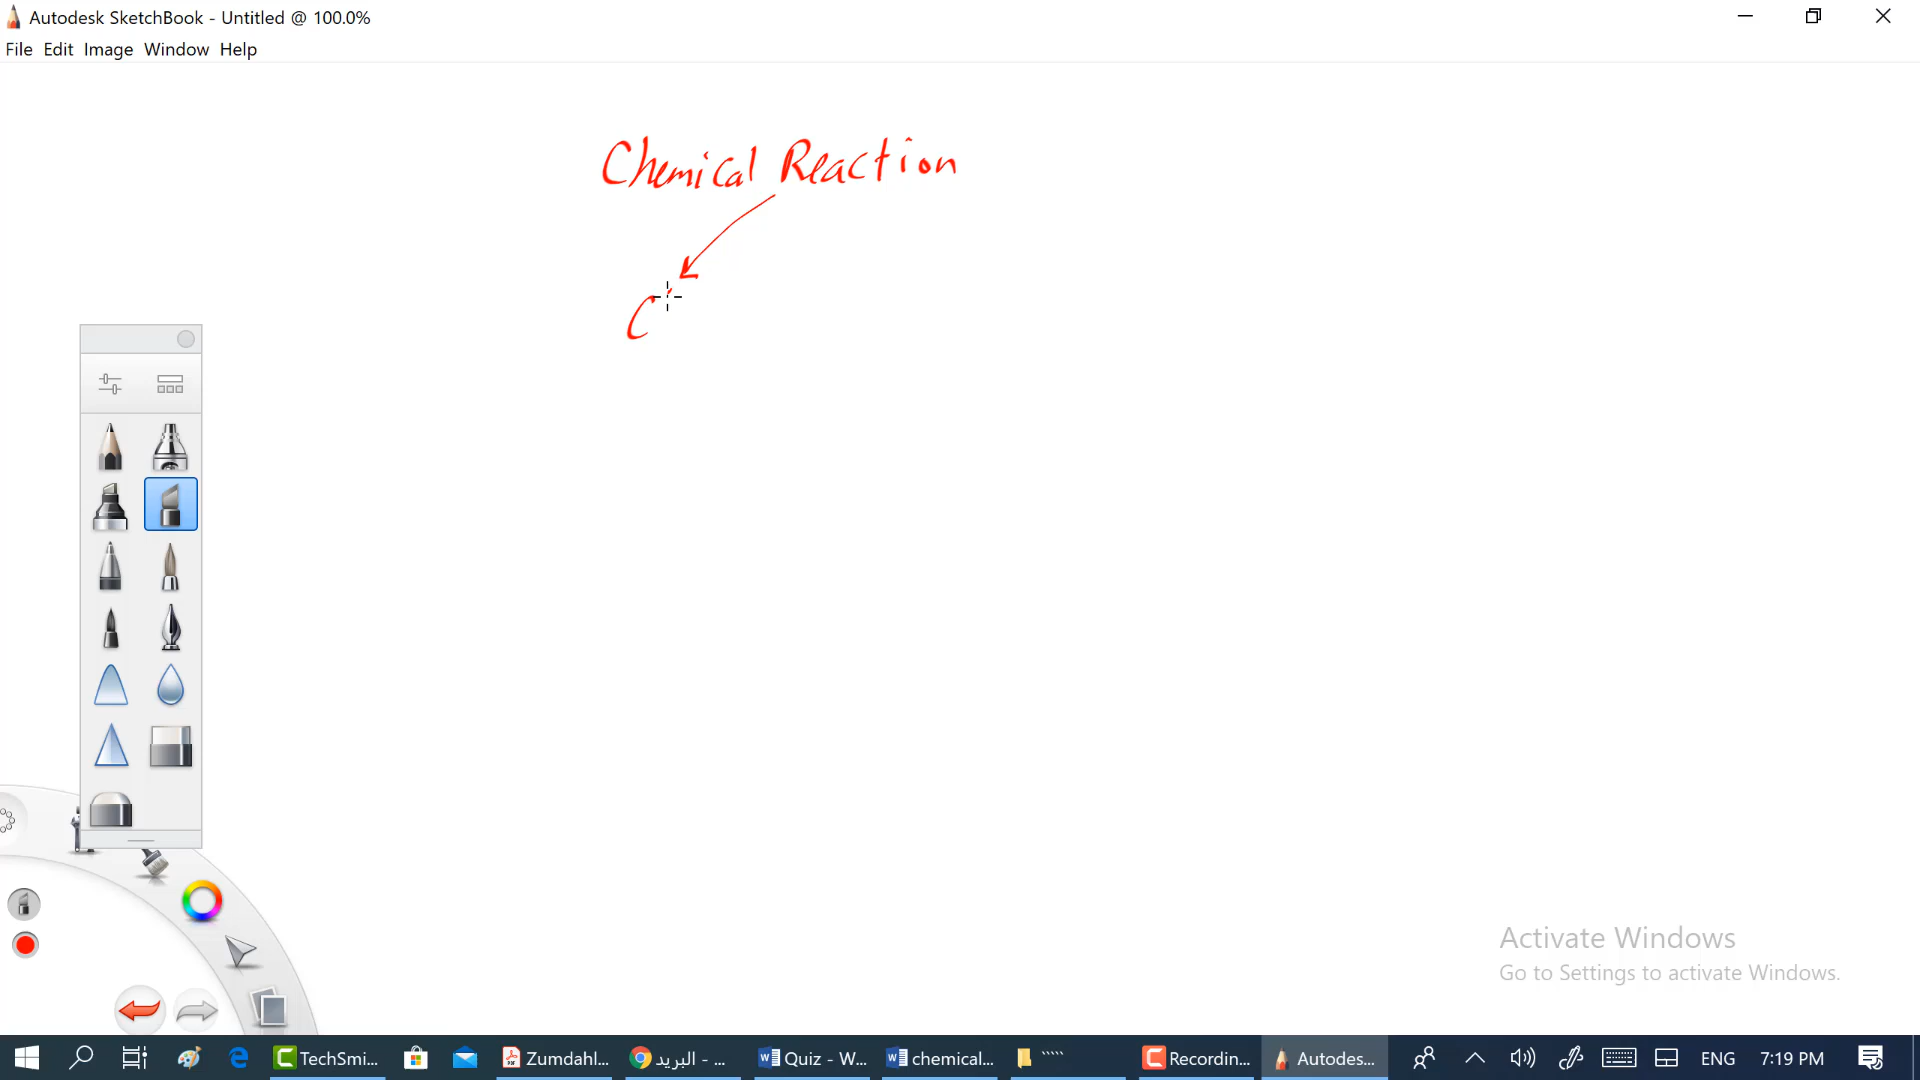 Autodesk SketchBook - Untitled @ 100.0%
File Edit Image Window Help
Chemical Reaction
C
Activate Windows
Go to Settings to activate Windows.
TechSmi... Zumdahl... البريد - ... Quiz - W... chemical... ````` Recordin... Autodes... ENG 7:19 PM